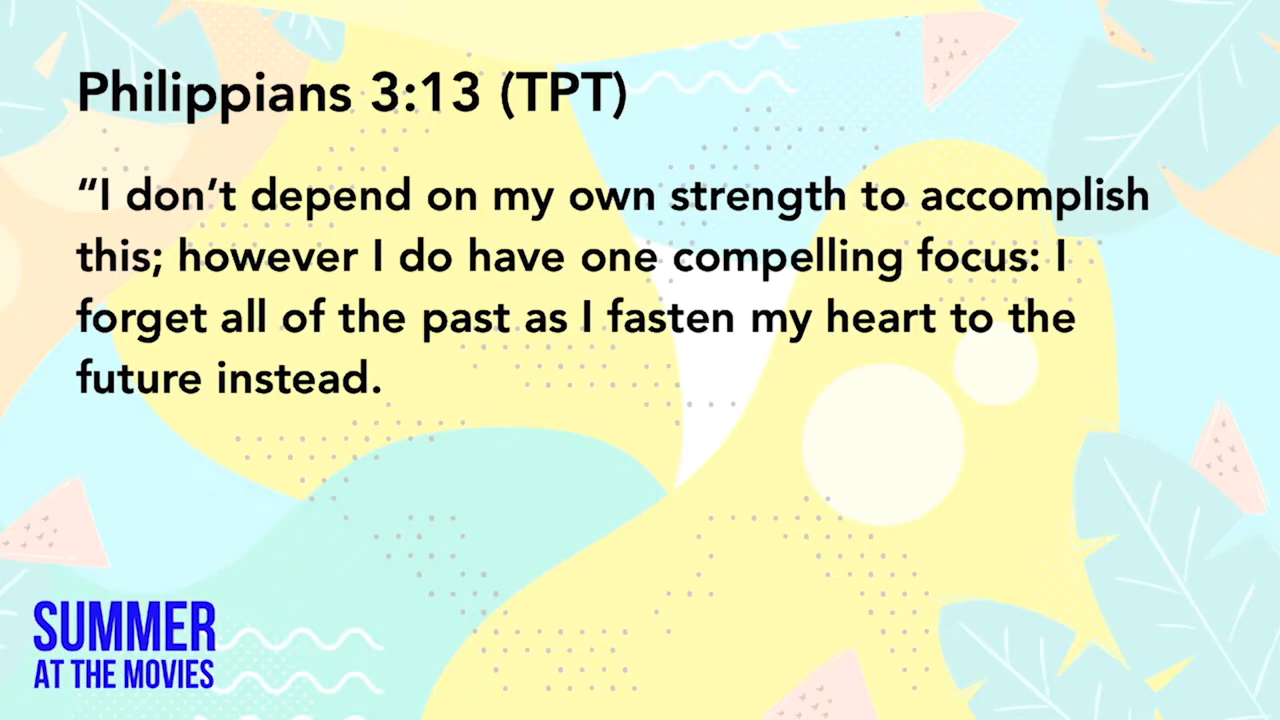 Philippians 3:13 (TPT)
“I don’t depend on my own strength to accomplish
this; however I do have one compelling focus: I
forget all of the past as I fasten my heart to the
future instead.
SUMMER
AT THE MOVIES